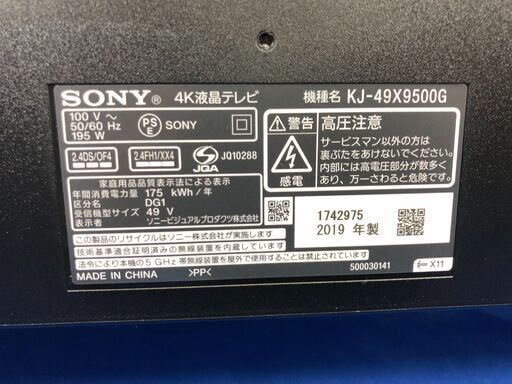 SONY® 4K液晶テレビ 機種名 KJ-49X9500G
100 V~
50/60 Hz
195 W
PS
E
SONY
2.4DS/OF4
2.4FH1/XX4
JQA
JQ10288
家庭用品品質表示法による表示
年間消費電力量 175 kWh/年
区分名 DG1
受信機型サイズ 49 V
表示者 ソニービジュアルプロダクツ株式会社
この製品のリサイクルはソニー株式会社が実施します。
技術基準適合証明済みの無線装置を内蔵しています。
法令により本機の5 GHz 帯無線装置を屋外で使用することは禁止されています。
MADE IN CHINA >PP<
500030141
X11
警告
感電
高圧注意
サービスマン以外の方は
裏ぶたをあけないでください。
内部には高電圧部分が数多く
あり、万一さわると危険です。
1742975
2019 年製